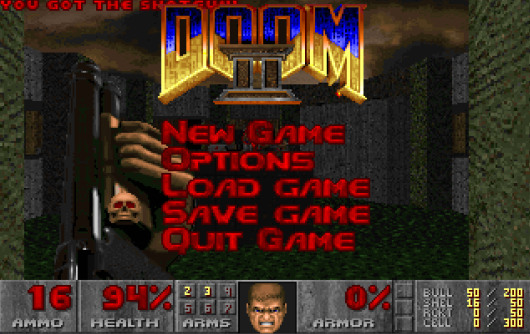 YOU GOT THE SHOTGUN!
DOOM
II
New Game
Options
Load Game
Save Game
Quit Game
16 94% 2 3 4 0% BULL 50 / 200
SHEL 16 / 50
5 6 7 ROKT 0 / 50
AMMO HEALTH ARMS ARMOR CELL 0 / 300